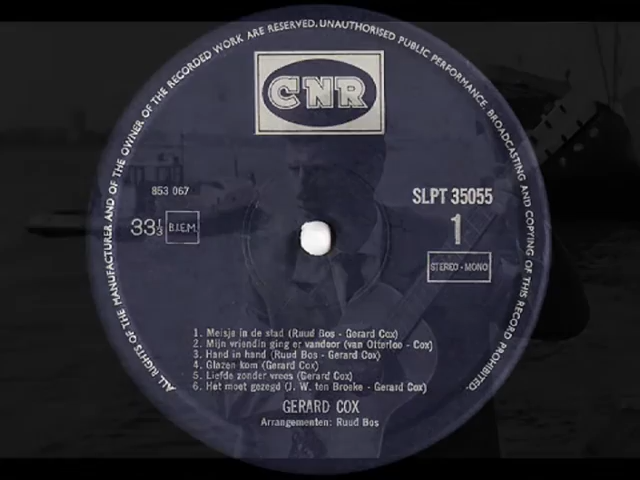 ALL RIGHTS OF THE MANUFACTURER AND OF THE OWNER OF THE RECORDED WORK ARE RESERVED. UNAUTHORISED PUBLIC PERFORMANCE, BROADCASTING AND COPYING OF THIS RECORD PROHIBITED.
CNR
853 067
SLPT 35055
33⅓
B.I.E.M.
1
STEREO - MONO
1. Meisje in de stad (Ruud Bos - Gerard Cox)
2. Mijn vriendin ging er vandoor (van Otterloo - Cox)
3. Hand in hand (Ruud Bos - Gerard Cox)
4. Glazen kom (Gerard Cox)
5. Liefde zonder vrees (Gerard Cox)
6. Het moet gezegd (J. W. ten Broeke - Gerard Cox)
GERARD COX
Arrangementen: Ruud Bos